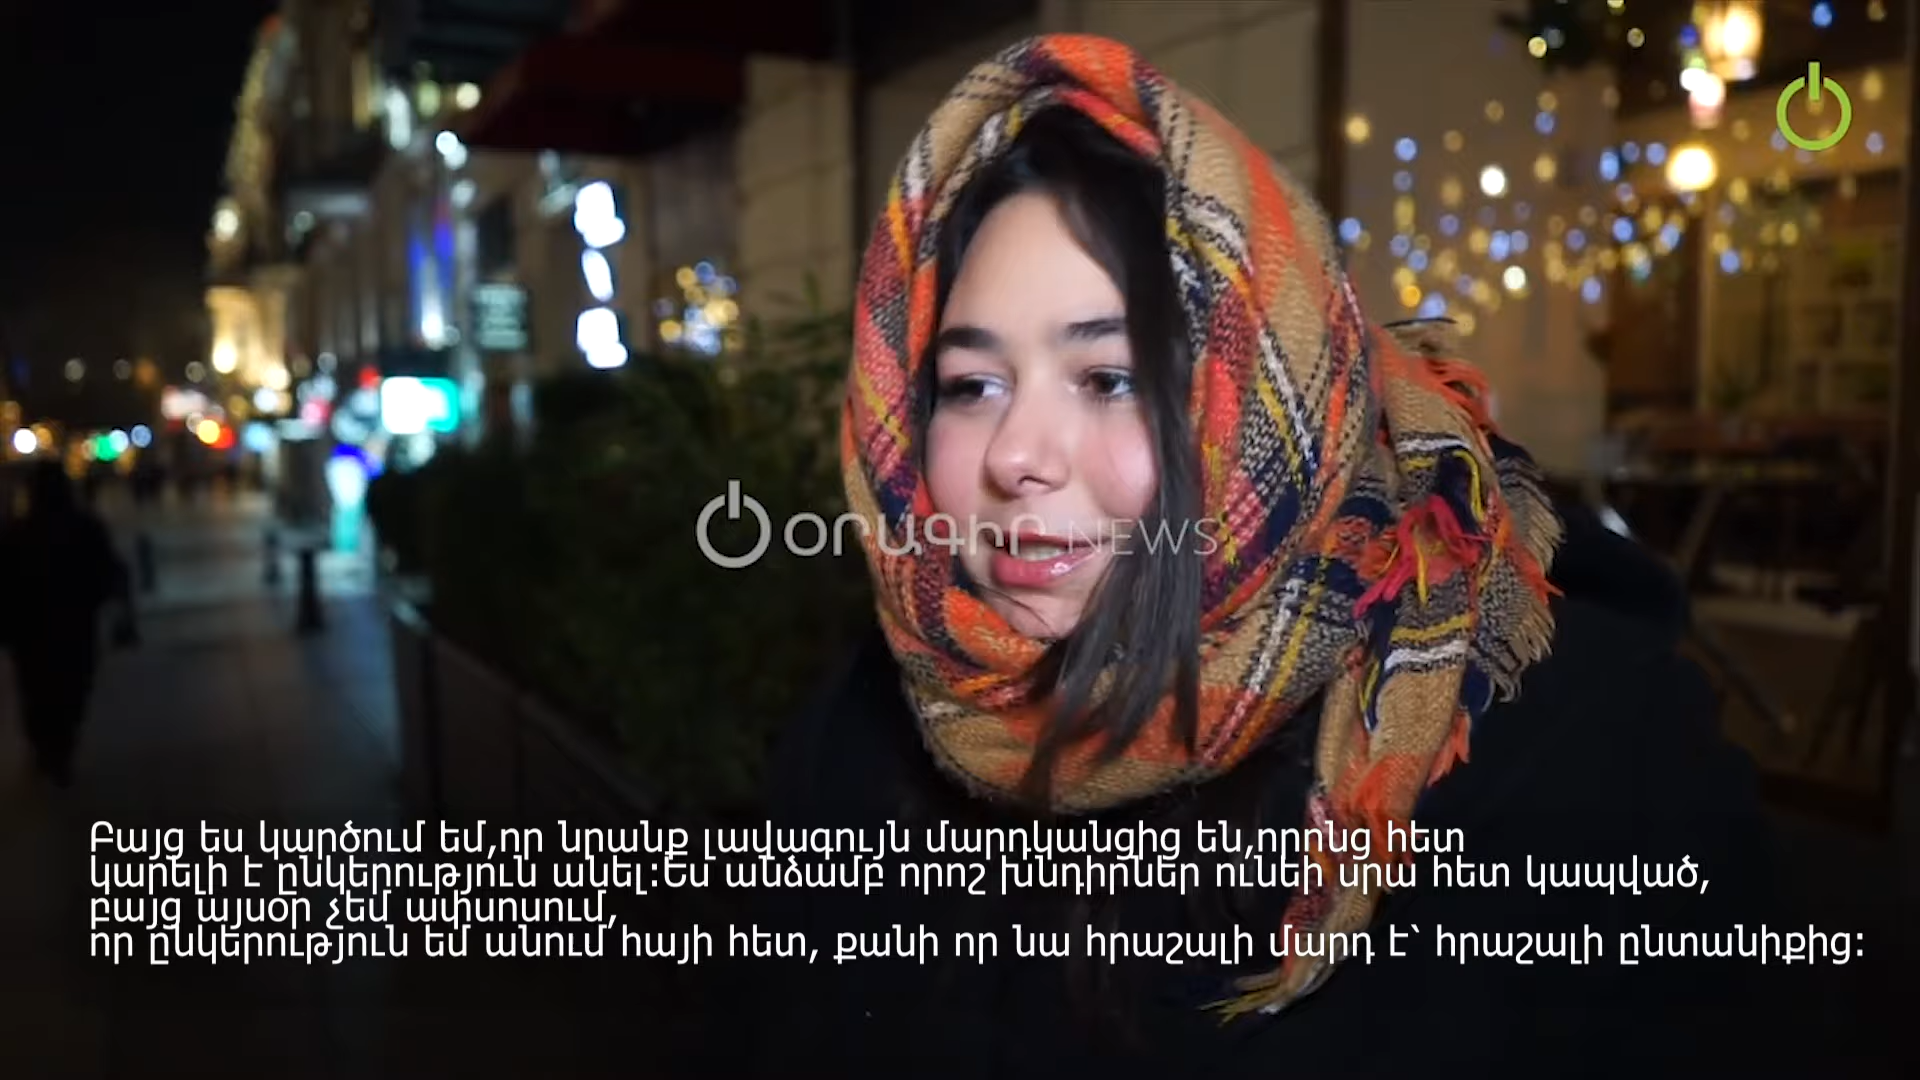 ՕՐԱԳԻՐ NEWS
Բայց ես կարծում եմ,որ նրանք լավագույն մարդկանցից են,որոնց հետ
կարելի է ընկերություն անել:Ես անձամբ որոշ խնդիրներ ունեի սրա հետ կապված,
բայց այսօր չեմ ափսոսում,
որ ընկերություն եմ անում հայի հետ, քանի որ նա հրաշալի մարդ է՝ հրաշալի ընտանիքից: